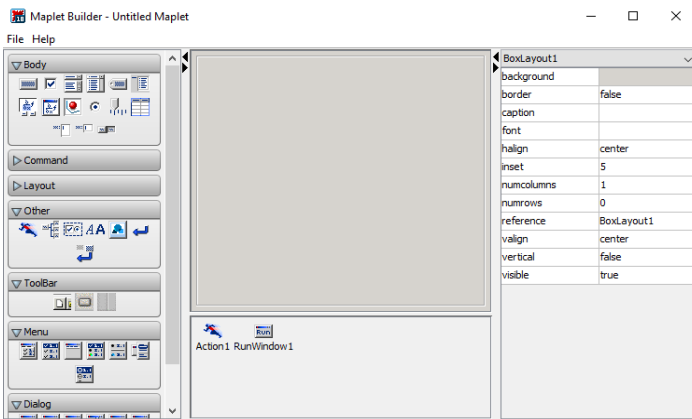 Maplet Builder - Untitled Maplet
File Help
Body
Command
Layout
Other
AA
ToolBar
Menu
Dialog
Run
Action1 RunWindow1
BoxLayout1
background
border false
caption
font
halign center
inset 5
numcolumns 1
numrows 0
reference BoxLayout1
valign center
vertical false
visible true